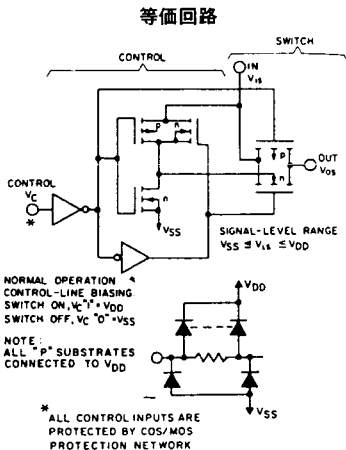 等価回路
SWITCH
CONTROL
IN
Vis
p
n
p
n
CONTROL
VC
*
n
VSS
OUT
VOS
SIGNAL-LEVEL RANGE
VSS ≦ Vis ≦ VDD
NORMAL OPERATION
CONTROL-LINE BIASING
SWITCH ON, VC "1" = VDD
SWITCH OFF, VC "0" = VSS
NOTE:
ALL "P" SUBSTRATES
CONNECTED TO VDD
VDD
VSS
* ALL CONTROL INPUTS ARE
PROTECTED BY COS/MOS
PROTECTION NETWORK